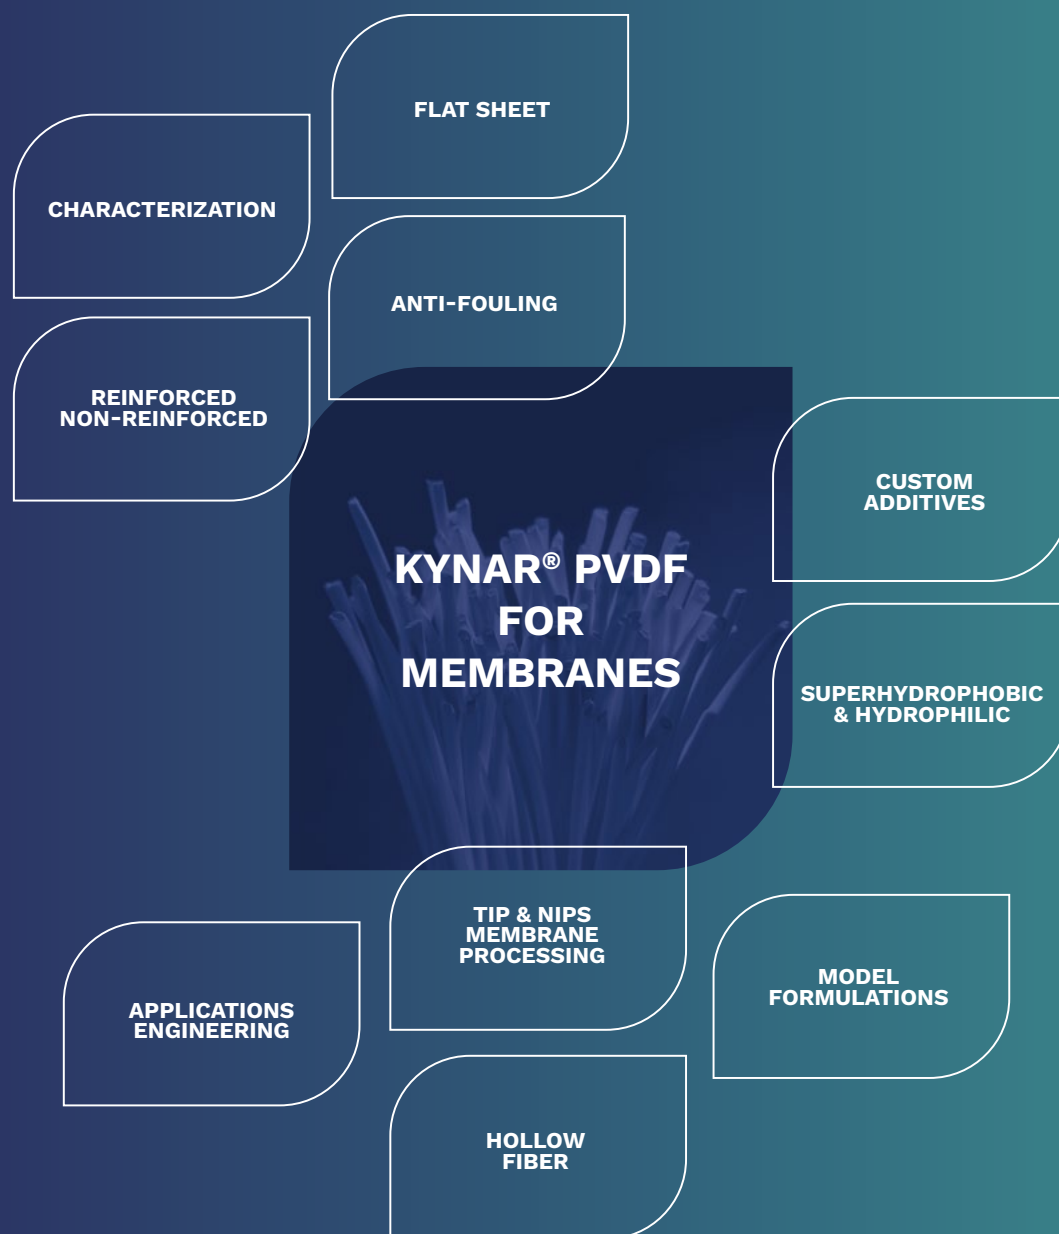 FLAT SHEET
CHARACTERIZATION
ANTI-FOULING
REINFORCED
NON-REINFORCED
CUSTOM
ADDITIVES
KYNAR® PVDF
FOR
MEMBRANES
SUPERHYDROPHOBIC
& HYDROPHILIC
TIP & NIPS
MEMBRANE
PROCESSING
MODEL
FORMULATIONS
APPLICATIONS
ENGINEERING
HOLLOW
FIBER